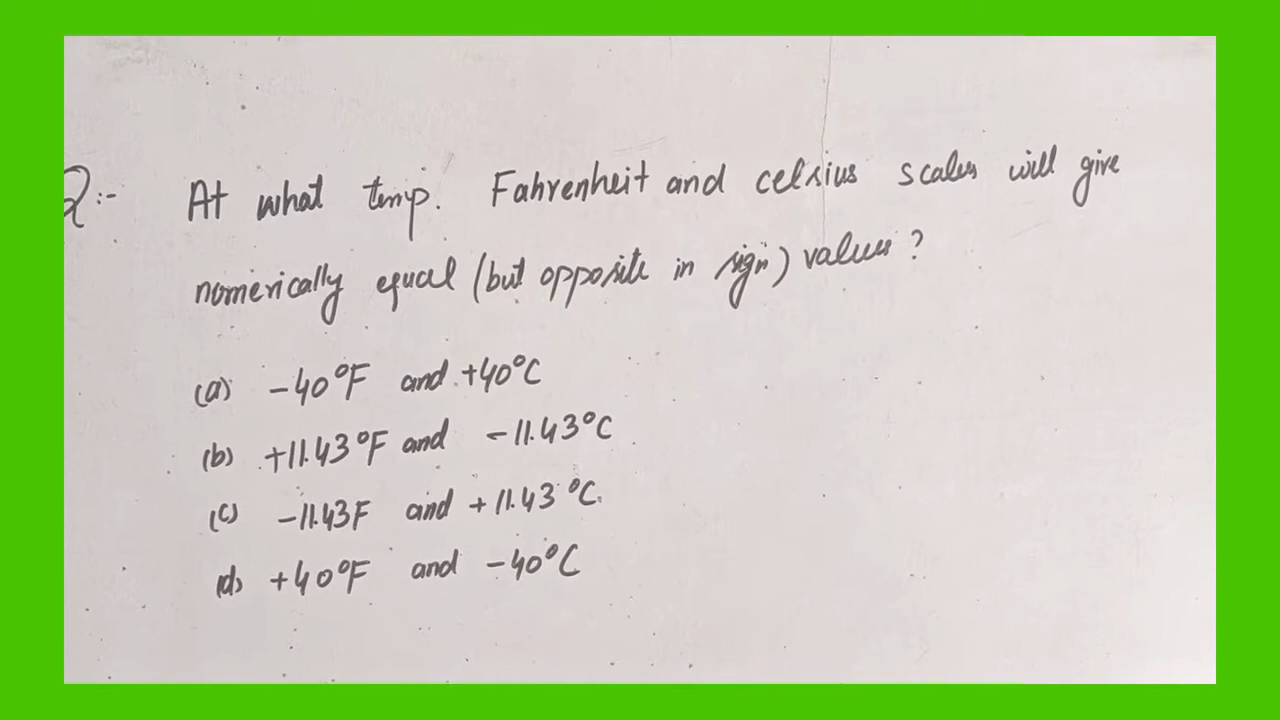 Q:- At what temp. Fahrenheit and celsius scales will give
numerically equal (but opposite in sign) values?
(a) -40°F and +40°C
(b) +11.43°F and -11.43°C
(c) -11.43F and +11.43°C.
(d) +40°F and -40°C